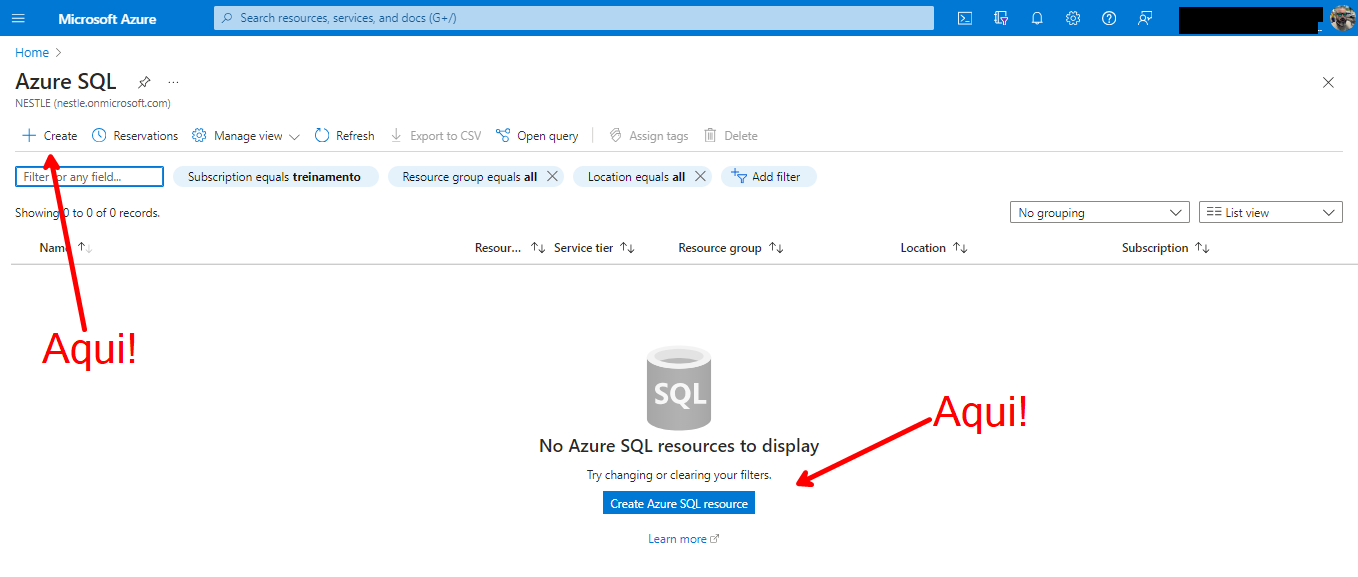 Microsoft Azure
Search resources, services, and docs (G+/)
Home
Azure SQL
NESTLE (nestle.onmicrosoft.com)
Create Reservations Manage view Refresh Export to CSV Open query Assign tags Delete
Filter for any field... Subscription equals treinamento Resource group equals all Location equals all Add filter
Showing 0 to 0 of 0 records. No grouping List view
Name Resour... Service tier Resource group Location Subscription
Aqui!
SQL
Aqui!
No Azure SQL resources to display
Try changing or clearing your filters.
Create Azure SQL resource
Learn more